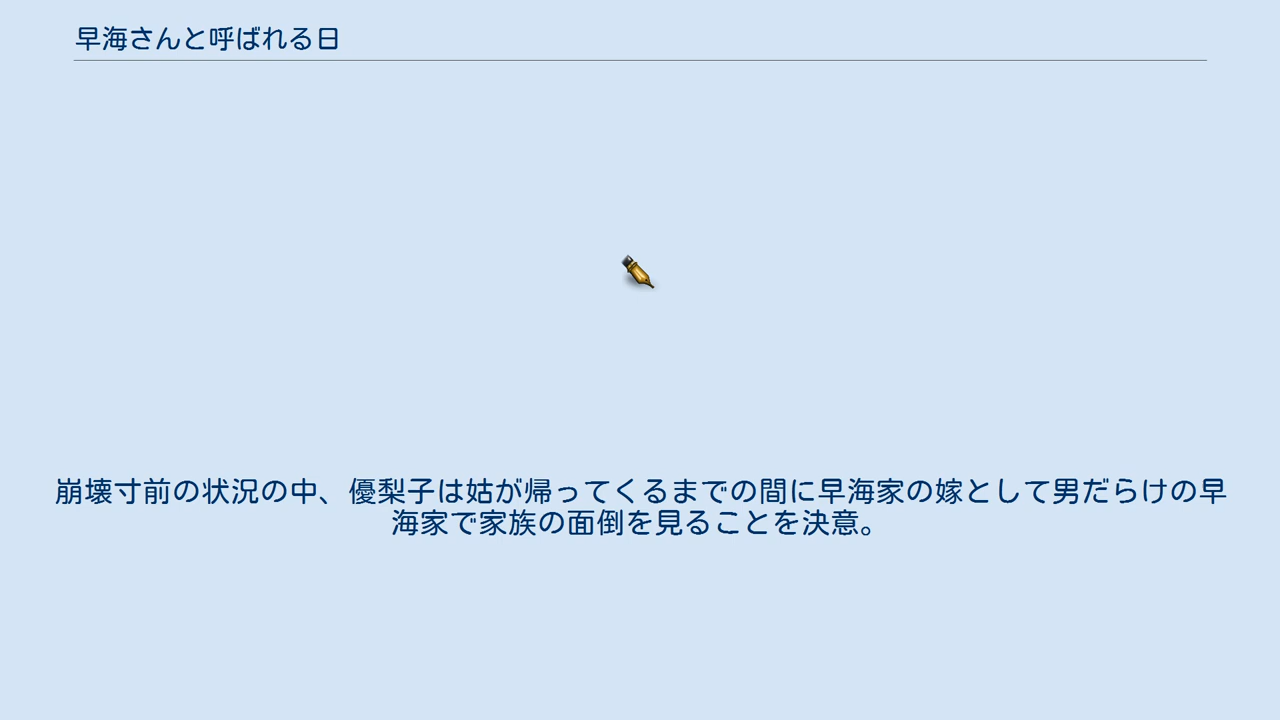 早海さんと呼ばれる日
崩壊寸前の状況の中、優梨子は姑が帰ってくるまでの間に早海家の嫁として男だらけの早
海家で家族の面倒を見ることを決意。